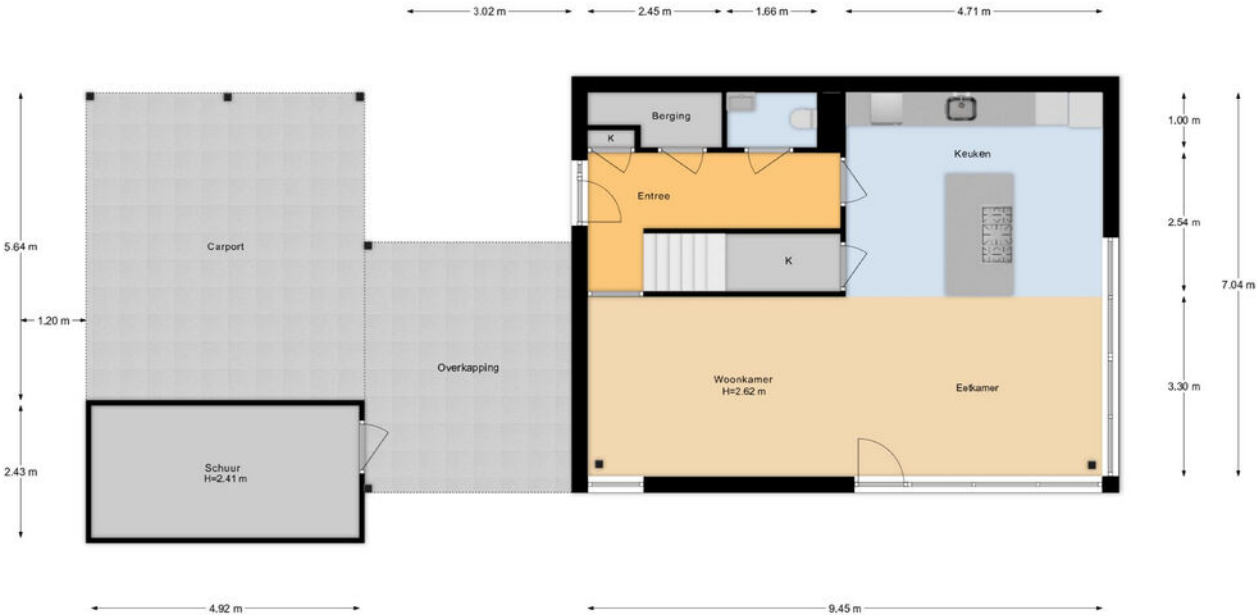 3.02 m
2.45 m
1.66 m
4.71 m
Berging
1.00 m
K
Keuken
Entree
2.54 m
5.64 m
Carport
K
7.04 m
1.20 m
Overkapping
Woonkamer
H=2.62 m
Eetkamer
3.30 m
Schuur
H=2.41 m
2.43 m
4.92 m
9.45 m